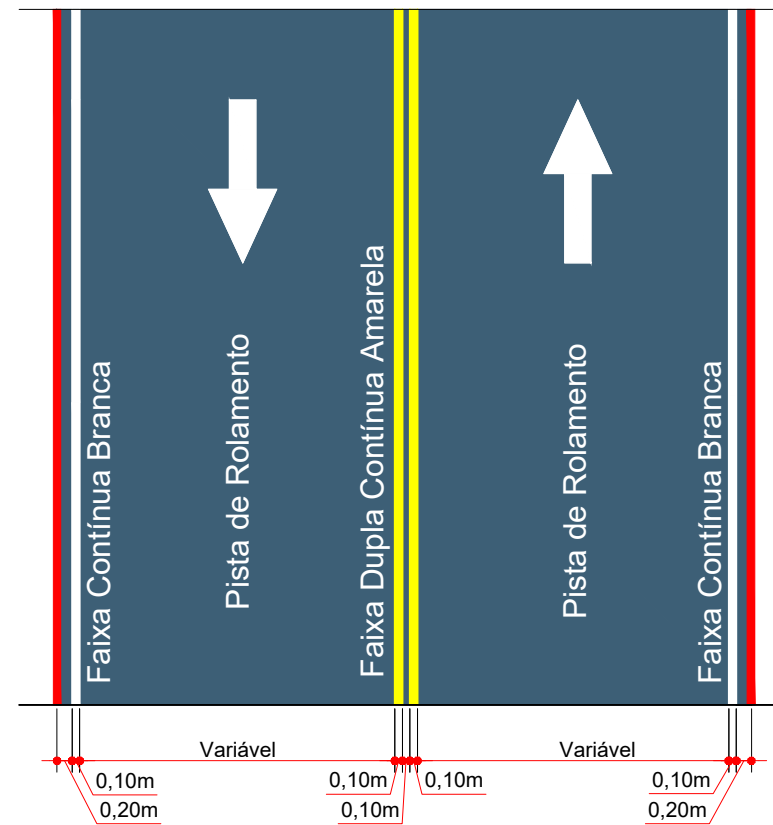 Faixa Contínua Branca
Pista de Rolamento
Faixa Dupla Contínua Amarela
Pista de Rolamento
Faixa Contínua Branca
Variável
Variável
0,10m
0,10m
0,10m
0,10m
0,20m
0,10m
0,20m